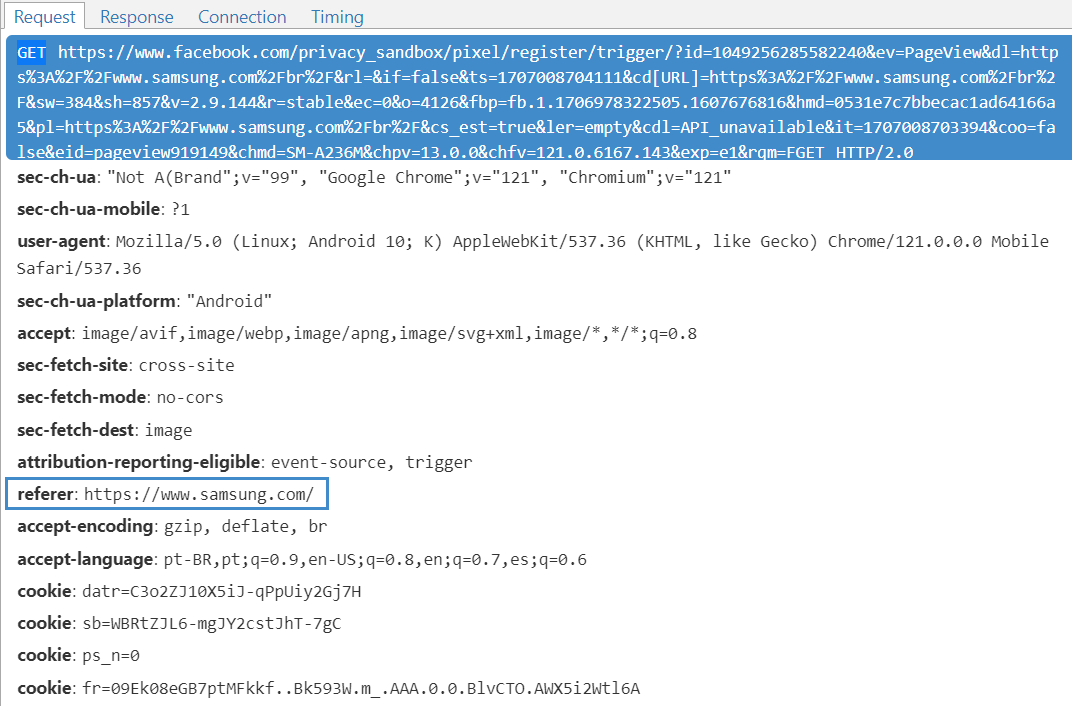 Request Response Connection Timing
GET https://www.facebook.com/privacy_sandbox/pixel/register/trigger/?id=1049256285582240&ev=PageView&dl=http
s%3A%2F%2Fwww.samsung.com%2Fbr%2F&rl=&if=false&ts=1707008704111&cd[URL]=https%3A%2F%2Fwww.samsung.com%2Fbr%2
F&sw=384&sh=857&v=2.9.144&r=stable&ec=0&o=4126&fbp=fb.1.1706978322505.1607676816&hmd=0531e7c7bbecac1ad64166a
5&pl=https%3A%2F%2Fwww.samsung.com%2Fbr%2F&cs_est=true&ler=empty&cdl=API_unavailable&it=1707008703394&coo=fa
lse&eid=pageview919149&chmd=SM-A236M&chpv=13.0.0&chfv=121.0.6167.143&exp=e1&rqm=FGET HTTP/2.0
sec-ch-ua: "Not A(Brand";v="99", "Google Chrome";v="121", "Chromium";v="121"
sec-ch-ua-mobile: ?1
user-agent: Mozilla/5.0 (Linux; Android 10; K) AppleWebKit/537.36 (KHTML, like Gecko) Chrome/121.0.0.0 Mobile
Safari/537.36
sec-ch-ua-platform: "Android"
accept: image/avif,image/webp,image/apng,image/svg+xml,image/*,*/*;q=0.8
sec-fetch-site: cross-site
sec-fetch-mode: no-cors
sec-fetch-dest: image
attribution-reporting-eligible: event-source, trigger
referer: https://www.samsung.com/
accept-encoding: gzip, deflate, br
accept-language: pt-BR,pt;q=0.9,en-US;q=0.8,en;q=0.7,es;q=0.6
cookie: datr=C3o2ZJ10X5iJ-qPpUiy2Gj7H
cookie: sb=WBRtZJL6-mgJY2cstJhT-7gC
cookie: ps_n=0
cookie: fr=09Ek08eGB7ptMFkkf..Bk593W.m_.AAA.0.0.BlvCTO.AWX5i2Wtl6A